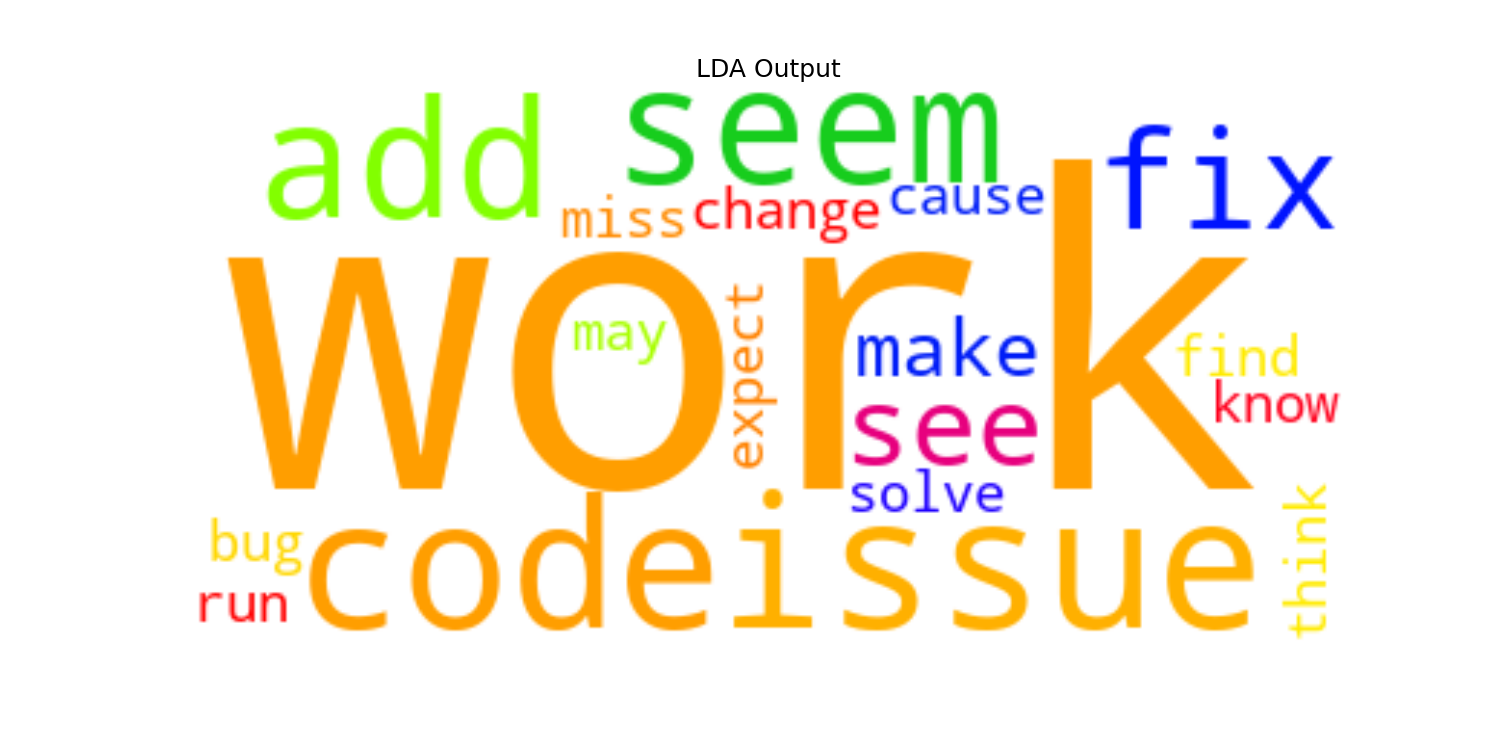 LDA Output
add
seem
fix
miss
change
cause
work
may
expect
make
find
know
see
solve
bug
code
issue
think
run